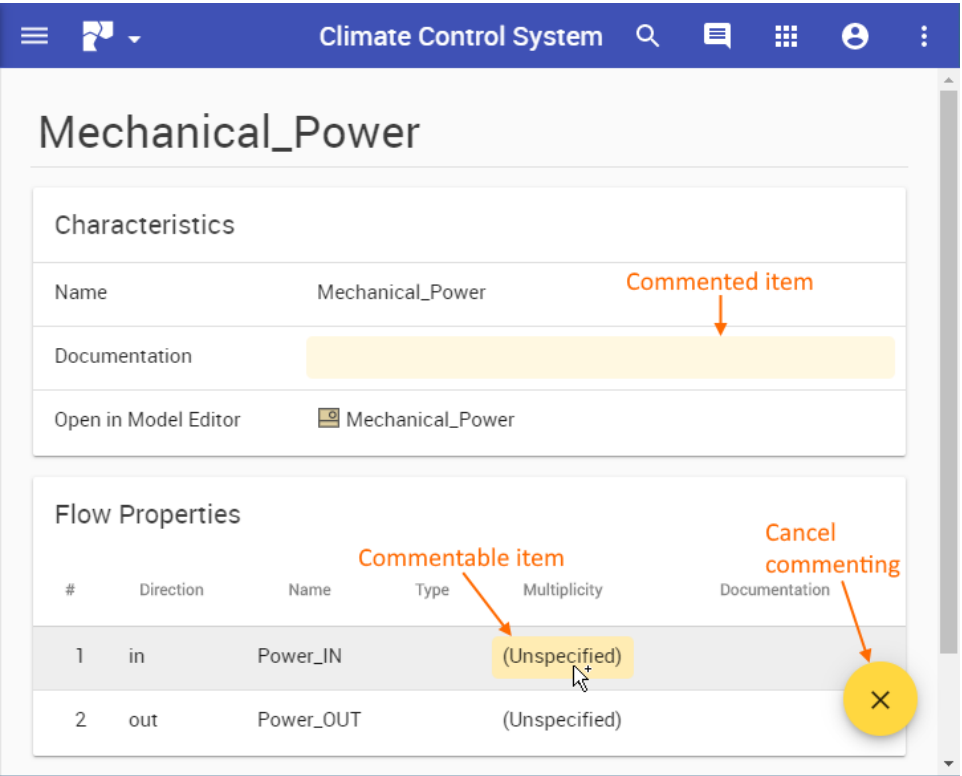 Climate Control System
Mechanical_Power
Characteristics
Name Mechanical_Power
Commented item
Documentation
Open in Model Editor Mechanical_Power
Flow Properties
Cancel
commenting
Commentable item
# Direction Name Type Multiplicity Documentation
1 in Power_IN (Unspecified)
2 out Power_OUT (Unspecified)